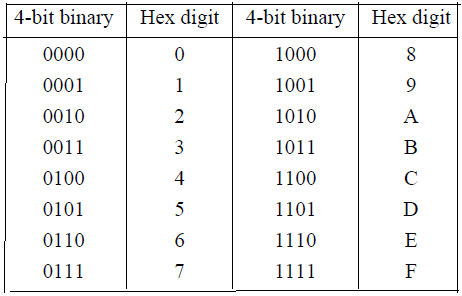 4-bit binary Hex digit 4-bit binary Hex digit
0000 0 1000 8
0001 1 1001 9
0010 2 1010 A
0011 3 1011 B
0100 4 1100 C
0101 5 1101 D
0110 6 1110 E
0111 7 1111 F